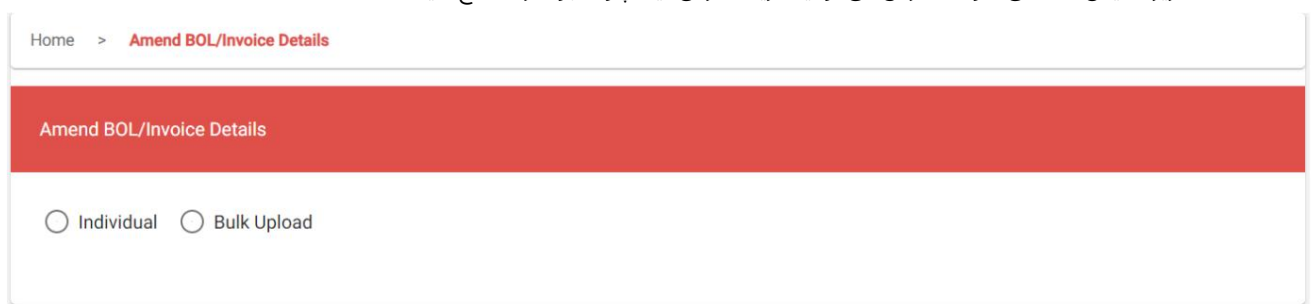 Home > Amend BOL/Invoice Details
Amend BOL/Invoice Details
Individual Bulk Upload